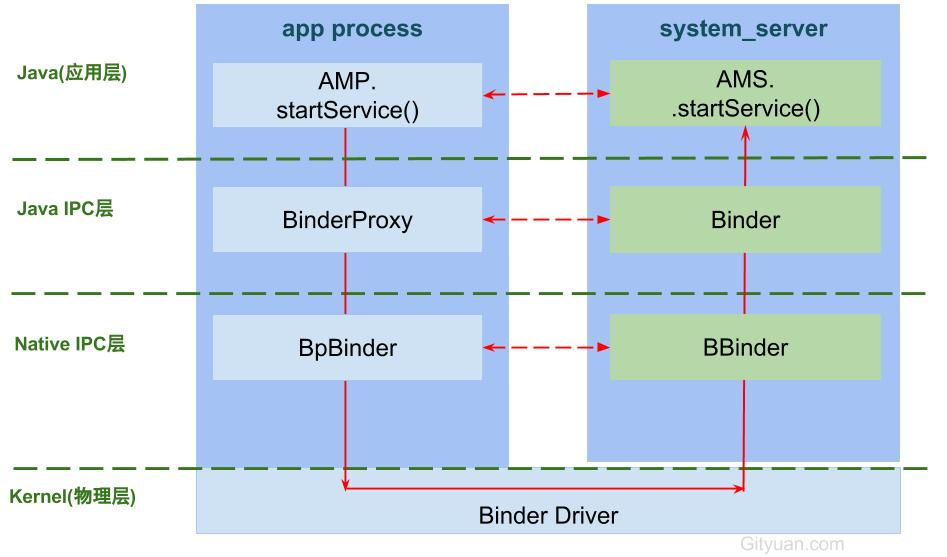 app process
system_server
Java(应用层)
AMP.
startService()
AMS.
.startService()
Java IPC层
BinderProxy
Binder
Native IPC层
BpBinder
BBinder
Kernel(物理层)
Binder Driver
Gityuan.com